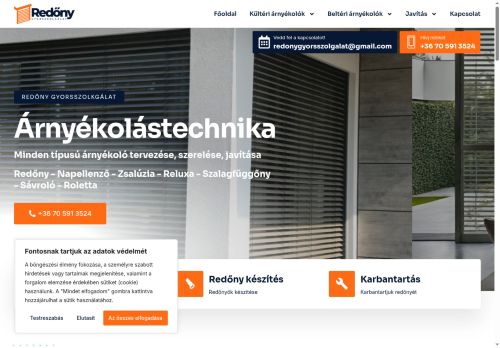 Redőny
GYORSSZOLGÁLAT
Főoldal
Kültéri árnyékolók
Beltéri árnyékolók
Javítás
Kapcsolat
Vedd fel a kapcsolatot!
redonygyorsszolgalat@gmail.com
Hívj minket
+36 70 591 3524
REDŐNY GYORSSZOLGÁLAT
Árnyékolástechnika
Minden típusú árnyékoló tervezése, szerelése, javítása
Redőny – Napellenző – Zsalúzia – Reluxa – Szalagfüggöny
– Sávroló – Roletta
+36 70 591 3524
Fontosnak tartjuk az adatok védelmét
A böngészési élmény fokozása, a személyre szabott
hirdetések vagy tartalmak megjelenítése, valamint a
forgalom elemzése érdekében sütiket (cookie)
használunk. A "Mindet elfogadom" gombra kattintva
hozzájárulhat a sütik használatához.
Testreszabás
Elutasít
Az összes elfogadása
Redőny készítés
Redőnyök készítése
Karbantartás
Karbantartjuk redőnyét